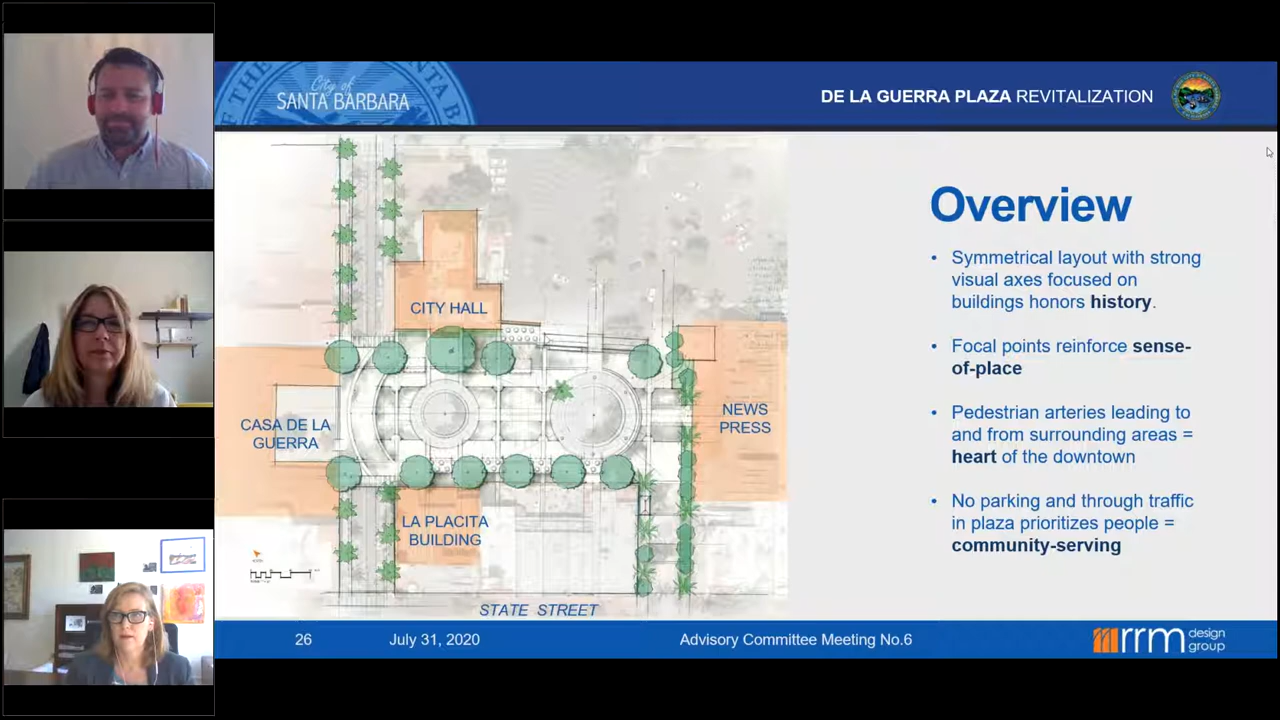 City of
SANTA BARBARA
DE LA GUERRA PLAZA REVITALIZATION
CITY HALL
CASA DE LA
GUERRA
NEWS
PRESS
LA PLACITA
BUILDING
STATE STREET
Overview
• Symmetrical layout with strong
visual axes focused on
buildings honors history.
• Focal points reinforce sense-
of-place
• Pedestrian arteries leading to
and from surrounding areas =
heart of the downtown
• No parking and through traffic
in plaza prioritizes people =
community-serving
26
July 31, 2020
Advisory Committee Meeting No.6
rrm design
group